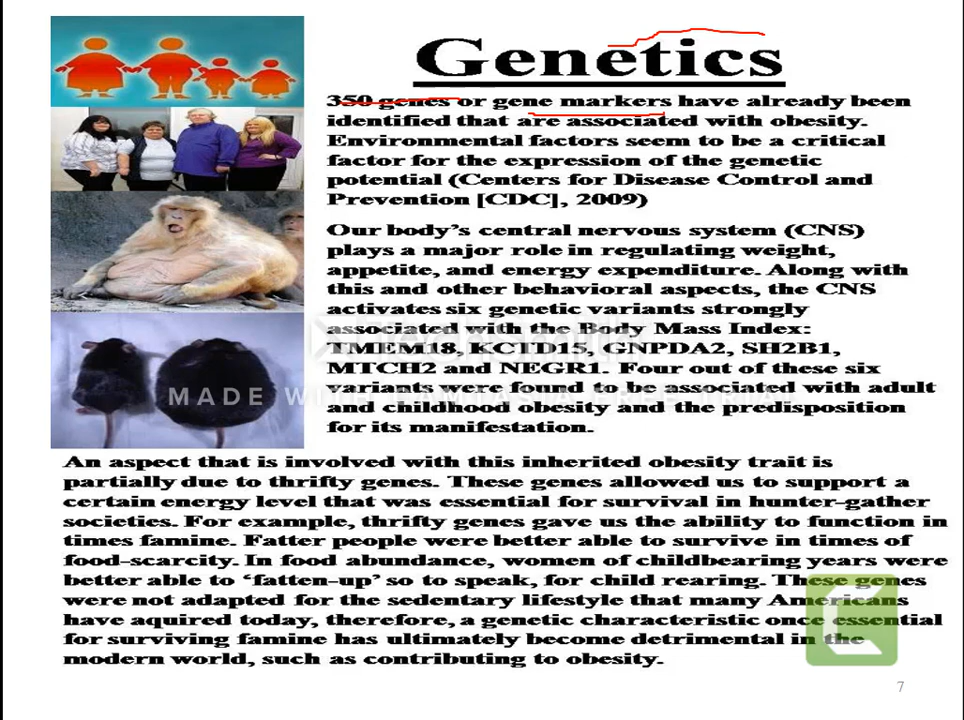 Genetics
350 genes or gene markers have already been
identified that are associated with obesity.
Environmental factors seem to be a critical
factor for the expression of the genetic
potential (Centers for Disease Control and
Prevention [CDC], 2009)
Our body's central nervous system (CNS)
plays a major role in regulating weight,
appetite, and energy expenditure. Along with
this and other behavioral aspects, the CNS
activates six genetic variants strongly
associated with the Body Mass Index:
TMEM18, KCTD15, GNPDA2, SH2B1,
MTCH2 and NEGR1. Four out of these six
variants were found to be associated with adult
and childhood obesity and the predisposition
for its manifestation.
TechSmith
MADE WITH CAMTASIA FREE TRIAL
An aspect that is involved with this inherited obesity trait is
partially due to thrifty genes. These genes allowed us to support a
certain energy level that was essential for survival in hunter-gather
societies. For example, thrifty genes gave us the ability to function in
times famine. Fatter people were better able to survive in times of
food-scarcity. In food abundance, women of childbearing years were
better able to ‘fatten-up’ so to speak, for child rearing. These genes
were not adapted for the sedentary lifestyle that many Americans
have aquired today, therefore, a genetic characteristic once essential
for surviving famine has ultimately become detrimental in the
modern world, such as contributing to obesity.
7